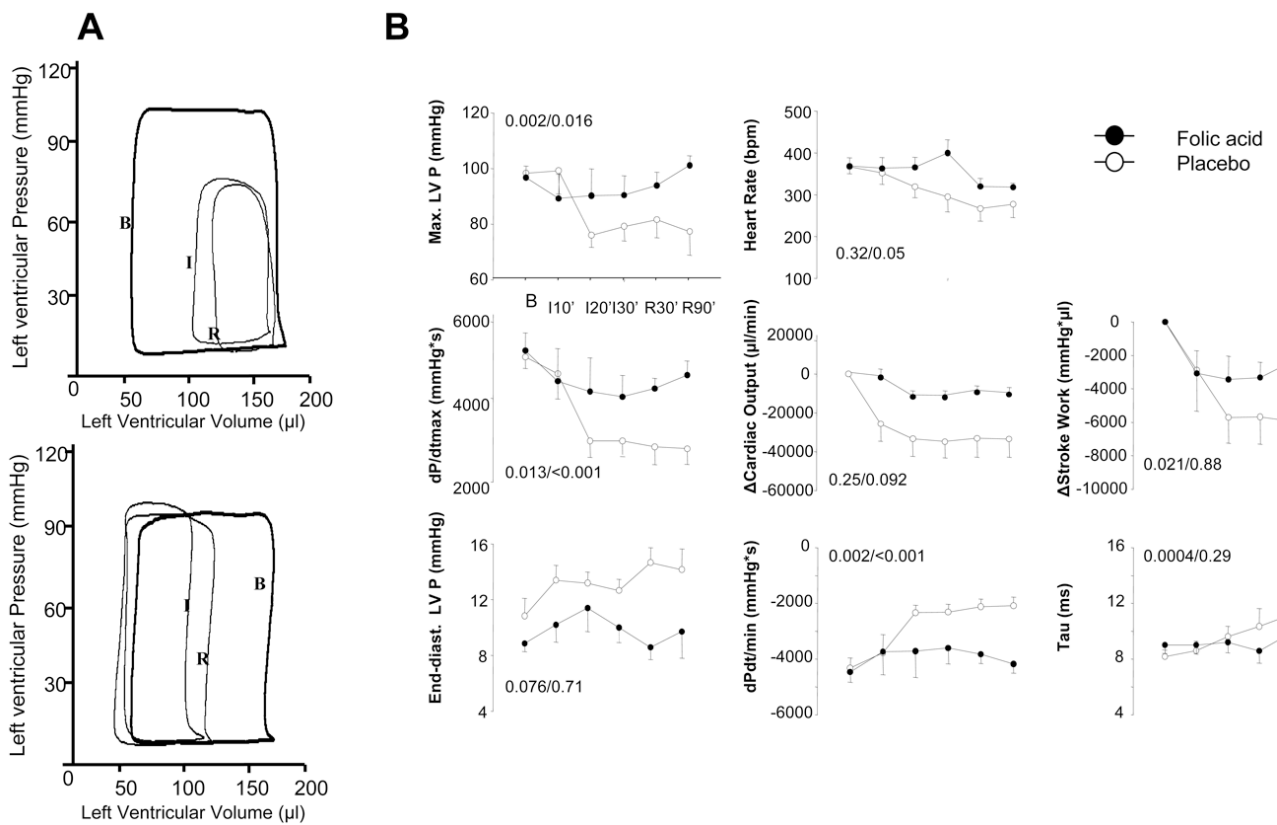 A
B
120
90
60
30
0
50
100
150
200
Left ventricular Pressure (mmHg)
Left Ventricular Volume (µl)
B
I
R
120
90
60
30
0
50
100
150
200
Left ventricular Pressure (mmHg)
Left Ventricular Volume (µl)
B
I
R
Max. LV P (mmHg)
120
100
80
60
0.002/0.016
B I10’ I20’I30’ R30’ R90’
Heart Rate (bpm)
500
400
300
200
100
0.32/0.05
Folic acid
Placebo
dP/dtmax (mmHg*s)
6000
4000
2000
0.013/<0.001
ΔCardiac Output (µl/min)
20000
0
-20000
-40000
-60000
0.25/0.092
ΔStroke Work (mmHg*µl)
0
-2000
-4000
-6000
-8000
-10000
0.021/0.88
End-diast. LV P (mmHg)
16
12
8
4
0.076/0.71
dPdt/min (mmHg*s)
0
-2000
-4000
-6000
0.002/<0.001
Tau (ms)
16
12
8
4
0.0004/0.29